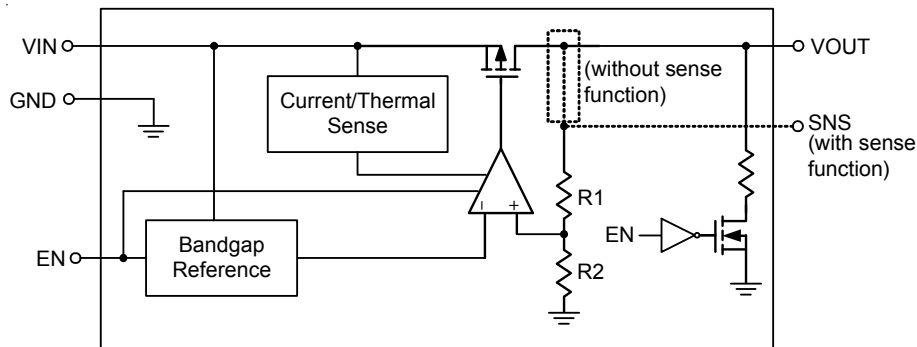 VIN
VOUT
(without sense
function)
GND
Current/Thermal
Sense
SNS
(with sense
function)
R1
− +
EN
EN
Bandgap
Reference
R2